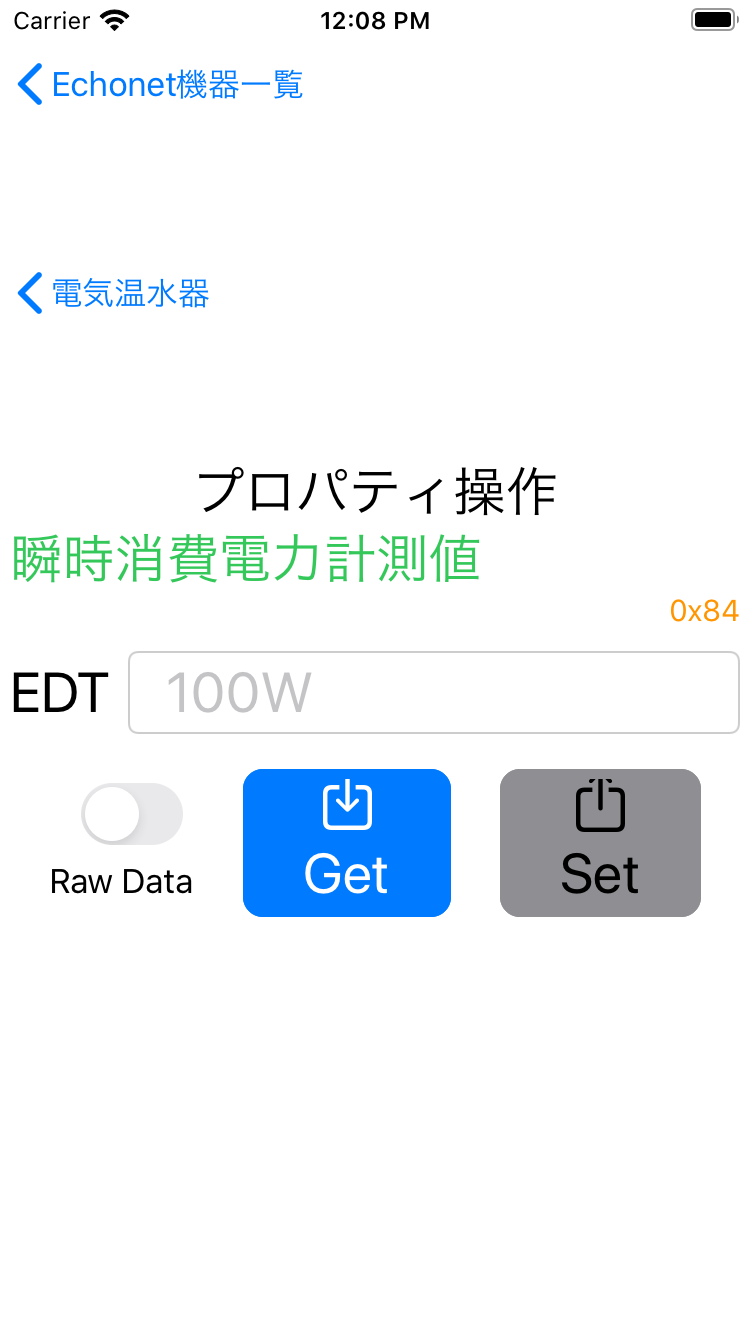 Carrier 12:08 PM
Echonet機器一覧
電気温水器
プロパティ操作
瞬時消費電力計測値
0x84
EDT 100W
Raw Data Get Set